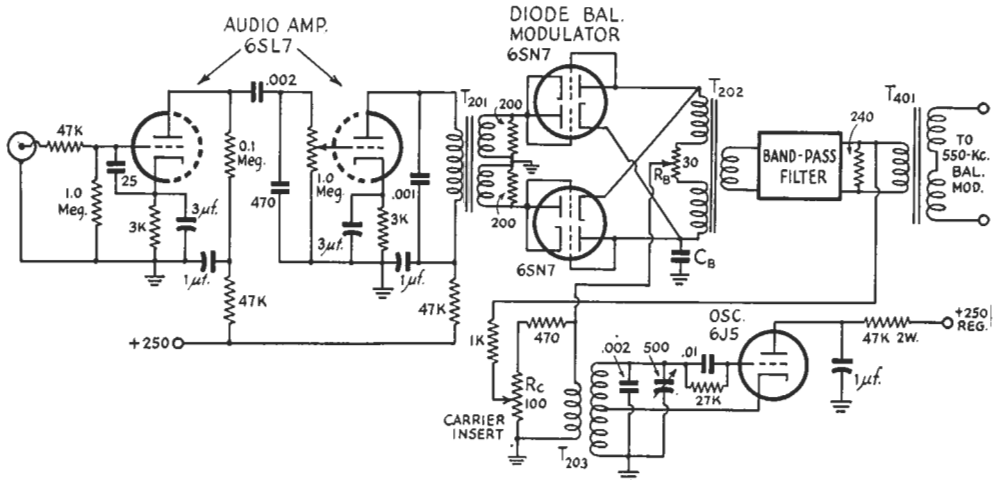 DIODE BAL.
MODULATOR
6SN7
AUDIO AMP.
6SL7
.002
T201
200
T202
T401
47K
0.1
Meg.
1.0
Meg.
240
TO
550-Kc.
BAL.
MOD.
30
RB
BAND-PASS
FILTER
25
1.0
Meg.
470
.001
3K
3µf.
3µf.
3K
200
6SN7
CB
1µf.
1µf.
47K
47K
+250
OSC.
6J5
+250
REG.
47K 2W.
1K
470
.002
500
.01
27K
1µf.
RC
100
CARRIER
INSERT
T203